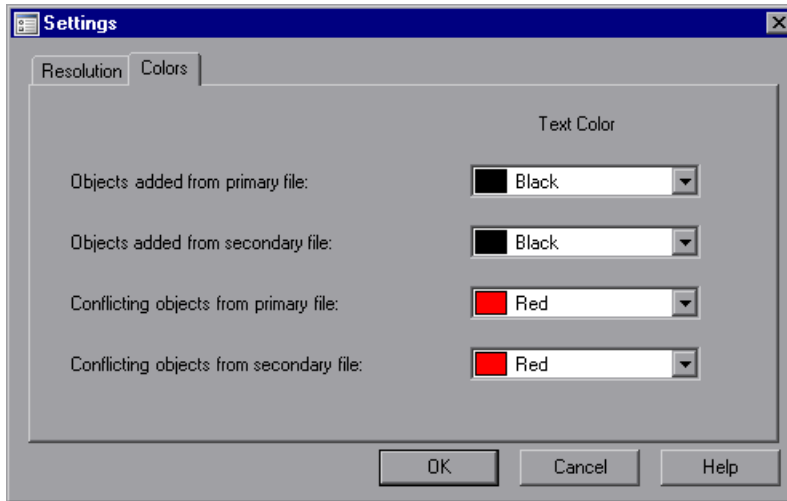 Settings
Resolution Colors
Text Color
Objects added from primary file: Black
Objects added from secondary file: Black
Conflicting objects from primary file: Red
Conflicting objects from secondary file: Red
OK Cancel Help